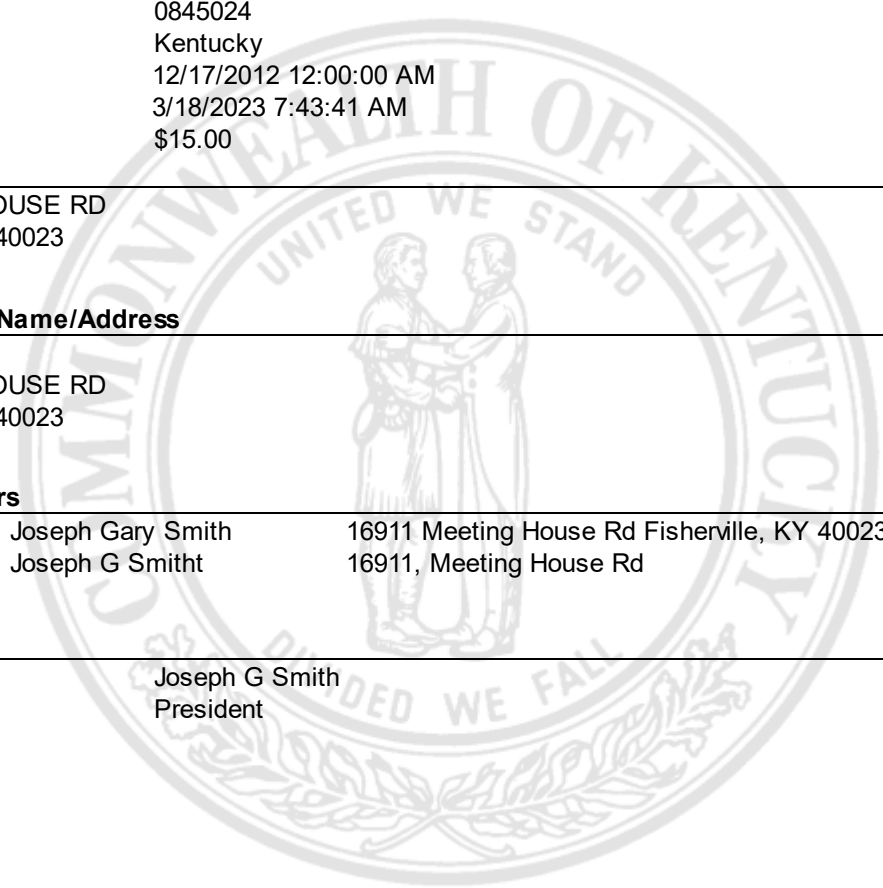 0845024
Kentucky
12/17/2012 12:00:00 AM
3/18/2023 7:43:41 AM
$15.00
OUSE RD
40023
Name/Address
OUSE RD
40023
rs
Joseph Gary Smith 16911 Meeting House Rd Fisherville, KY 40023
Joseph G Smitht 16911, Meeting House Rd
Joseph G Smith
President
COMMONWEALTH OF KENTUCKY
UNITED WE STAND
DIVIDED WE FALL